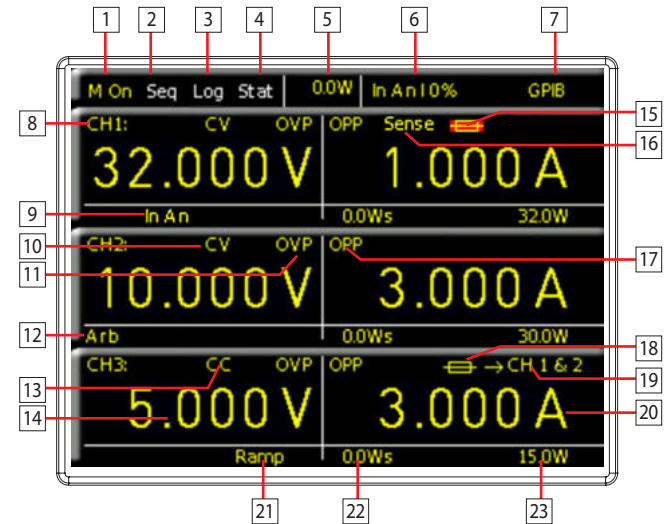 1 2 3 4 5 6 7
M On Seq Log Stat 0.0W In An I 0% GPIB
8 CH1: CV OVP OPP Sense 15
16
32.000 V 1.000 A
9 In An 0.0Ws 32.0W
10 CH2: CV OVP OPP 17
11
10.000 V 3.000 A
12 Arb 0.0Ws 30.0W
18
CH3: CC OVP OPP → CH 1 & 2 19
13
14 5.000 V 3.000 A 20
Ramp 0.0Ws 15.0W
21 22 23